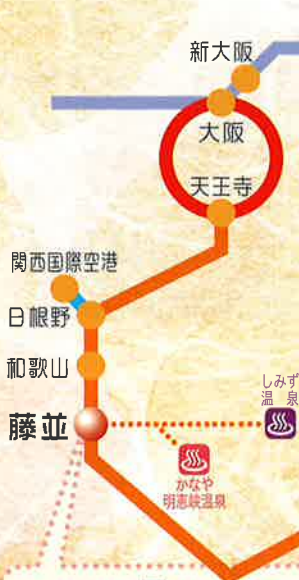 新大阪
大阪
天王寺
関西国際空港
日根野
和歌山
しみず
温泉
藤並
かなや
明恵峡温泉